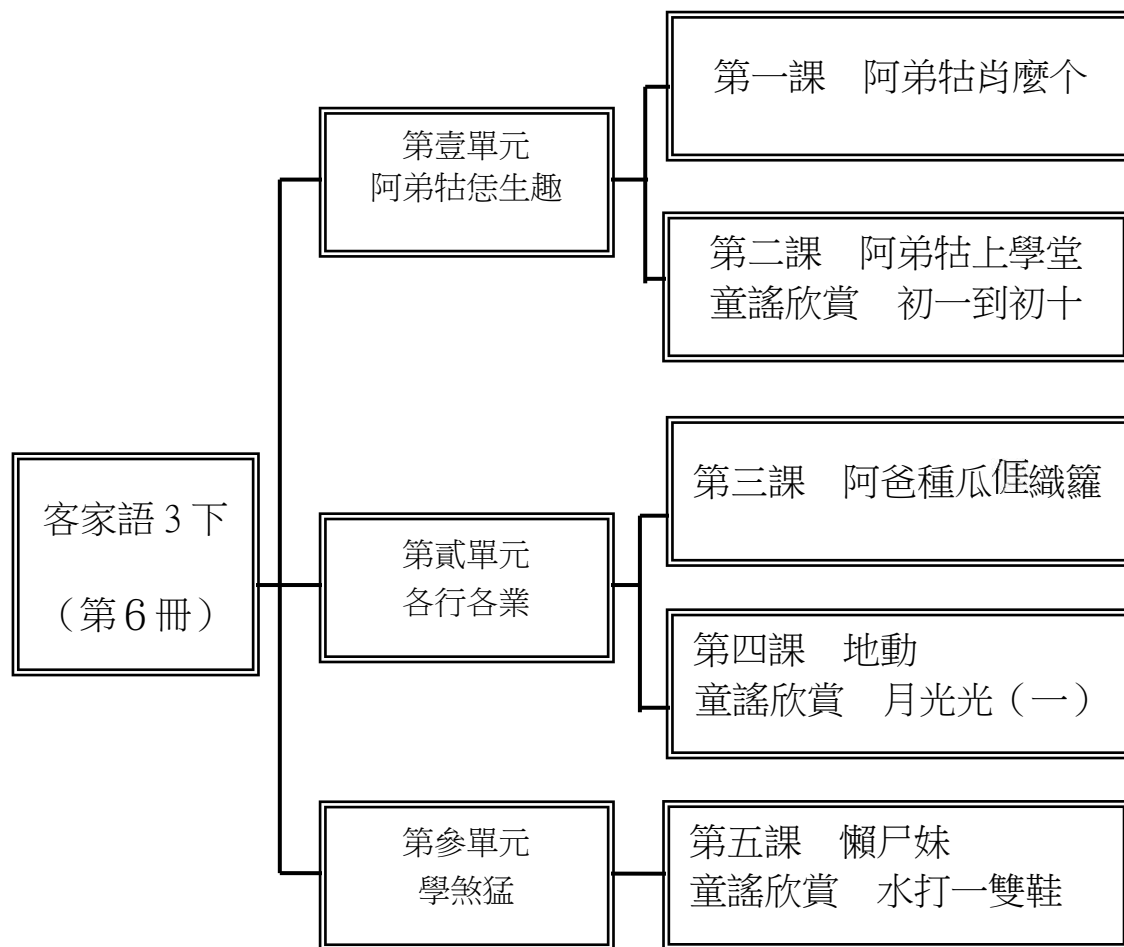 客家語3下
（第6冊）
第壹單元
阿弟牯恁生趣
第一課　阿弟牯肖麼个
第二課　阿弟牯上學堂
童謠欣賞　初一到初十
第貳單元
各行各業
第三課　阿爸種瓜𠊎織籮
第四課　地動
童謠欣賞　月光光（一）
第參單元
學煞猛
第五課　懶尸妹
童謠欣賞　水打一雙鞋